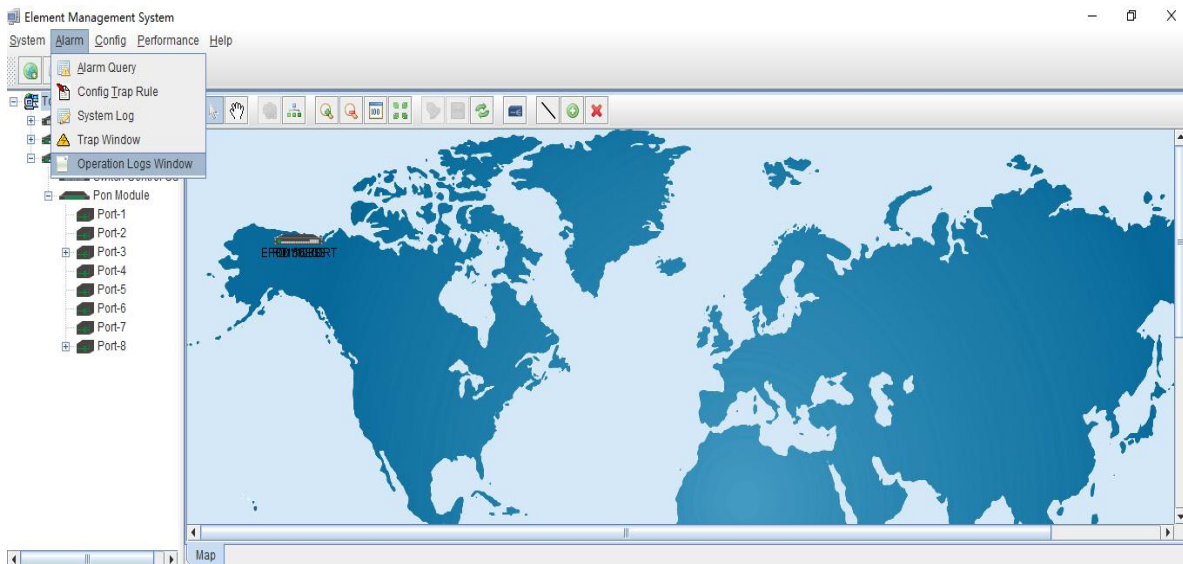 Element Management System
System Alarm Config Performance Help
Alarm Query
Config Trap Rule
System Log
Trap Window
Operation Logs Window
Pon Module
Port-1
Port-2
Port-3
Port-4
Port-5
Port-6
Port-7
Port-8
100
Map